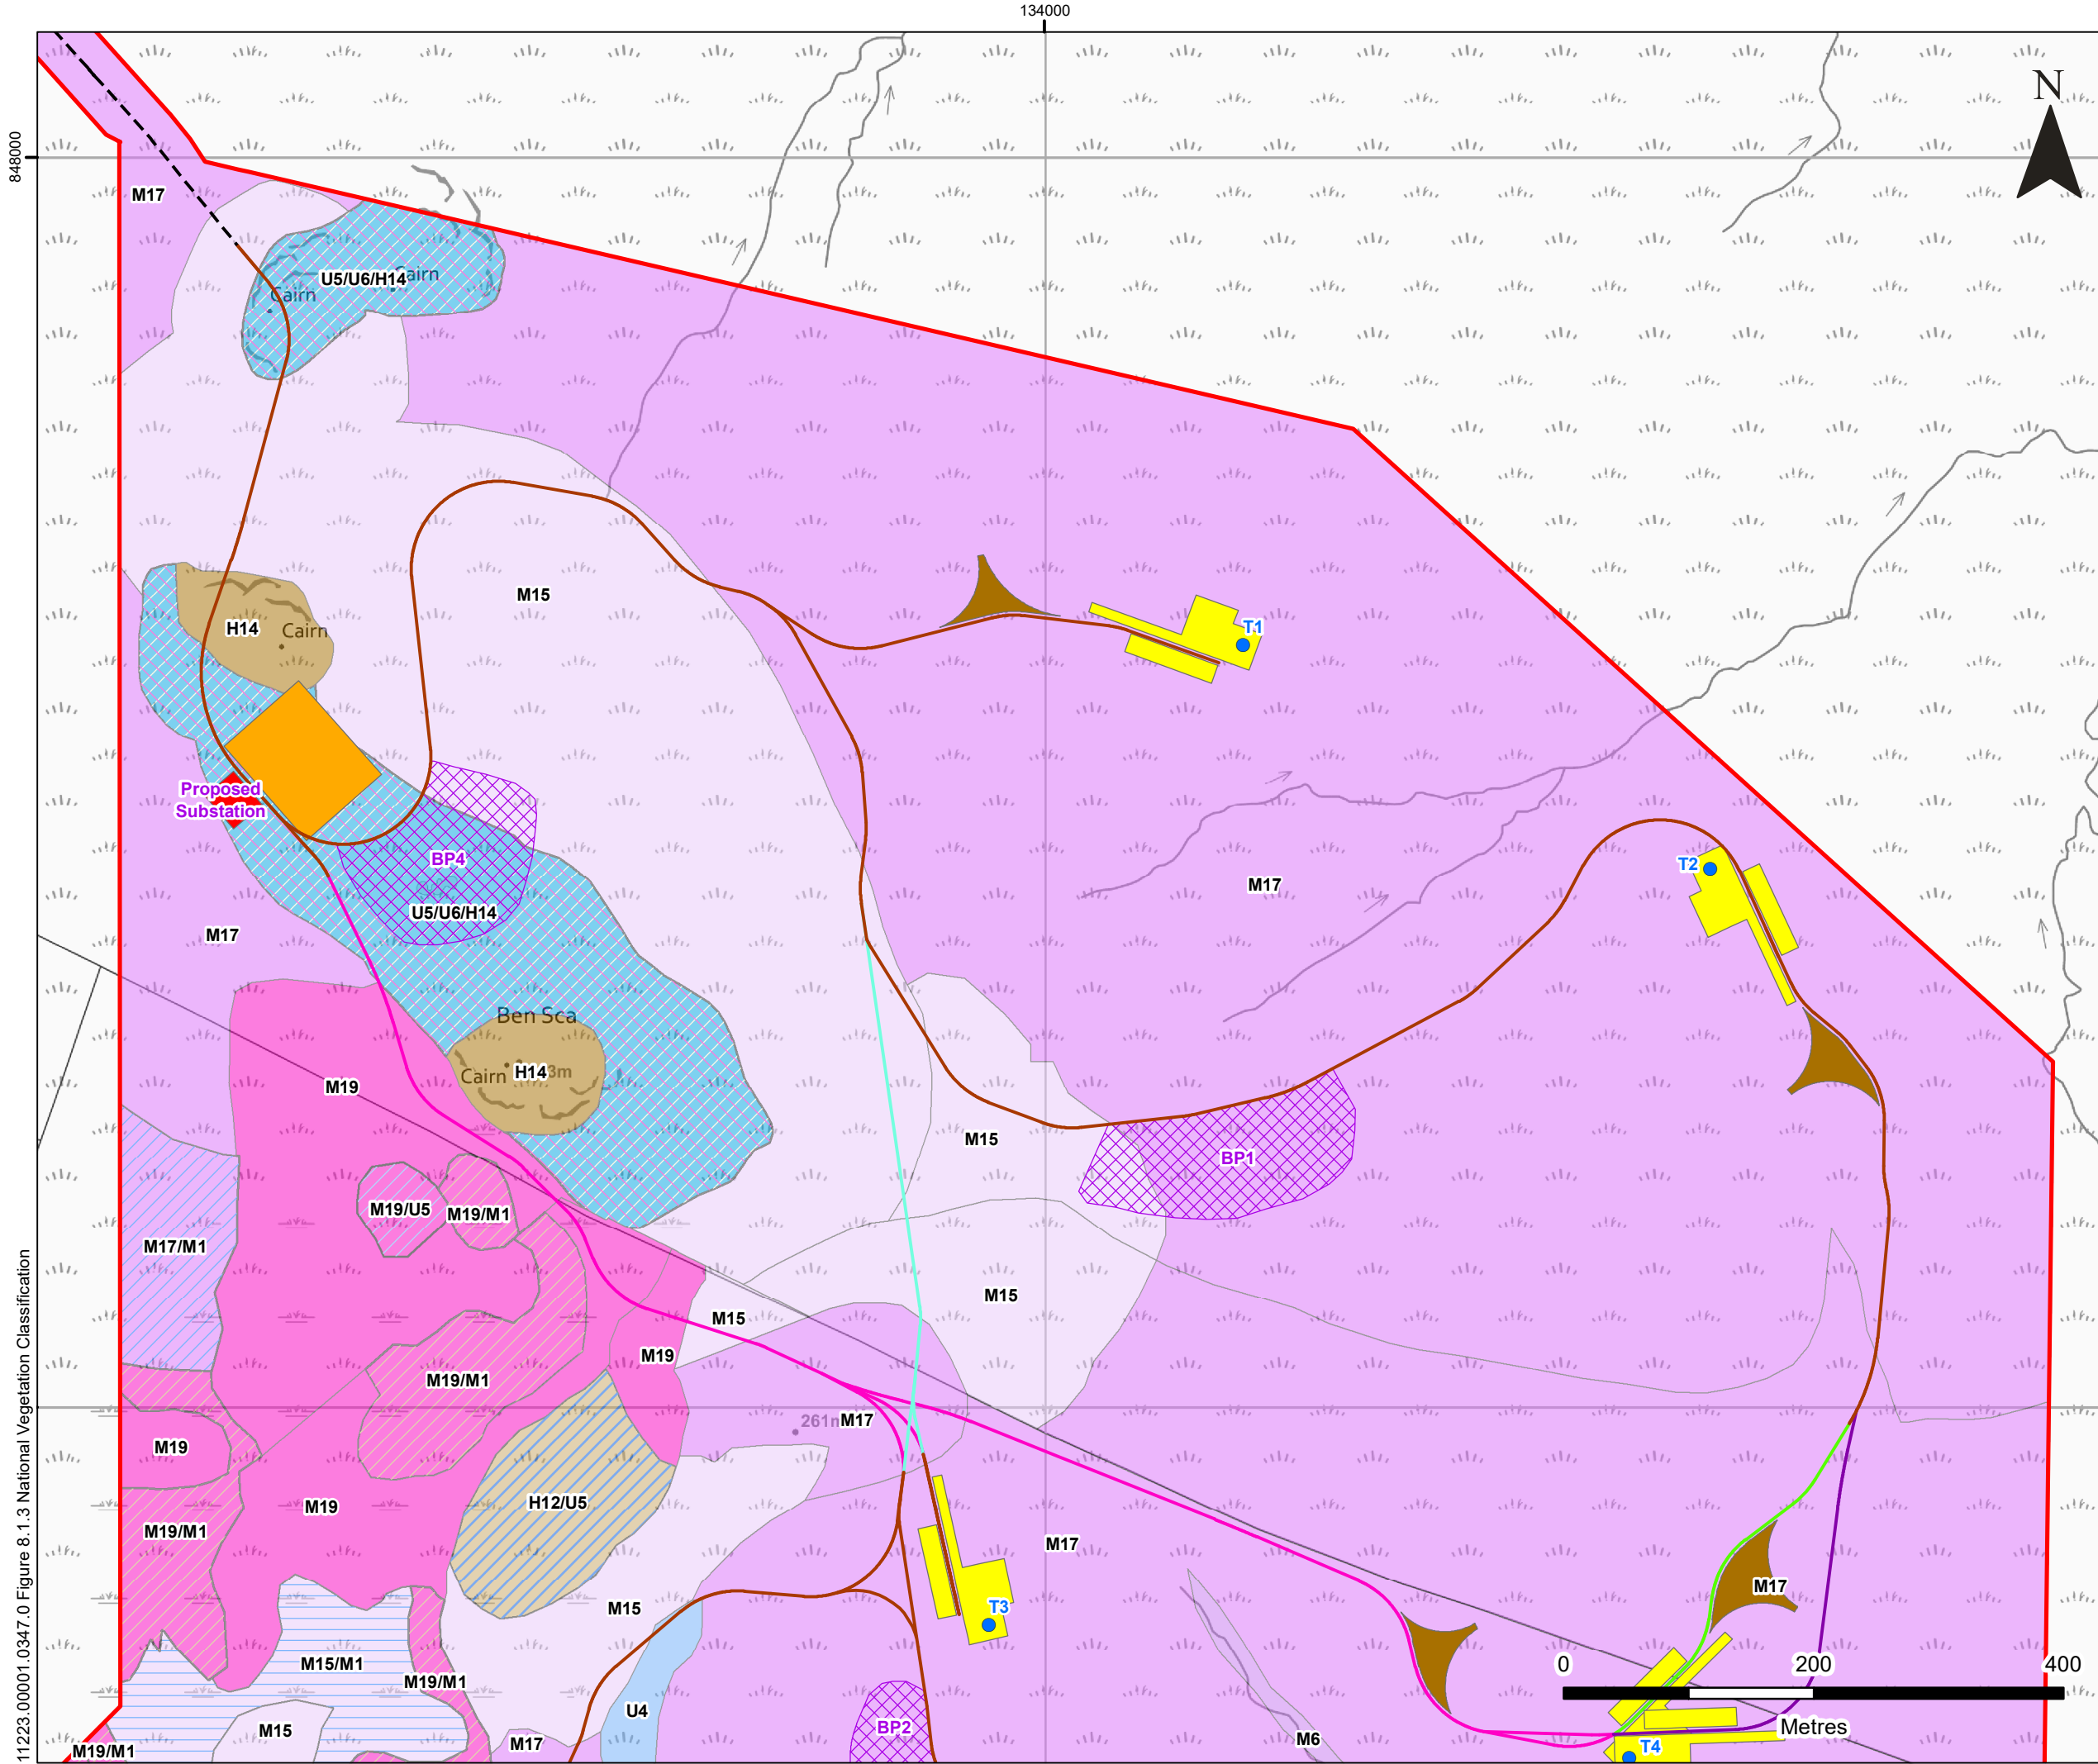 134000
848000
N
M17
Cairn
U5/U6/H14
Cairn
M15
H14
Cairn
T1
Proposed
Substation
BP4
U5/U6/H14
T2
M17
M17
Ben Sca
Cairn
H14
3m
M19
M15
BP1
M19/U5
M19/M1
M17/M1
M15
M15
M19
M19/M1
261m
M17
M19
H12/U5
M19
M19/M1
M17
M17
M15
T3
M15/M1
M19/M1
0
200
400
Metres
U4
BP2
M15
M17
M6
T4
M19/M1
11223.00001.0347.0 Figure 8.1.3 National Vegetation Classification